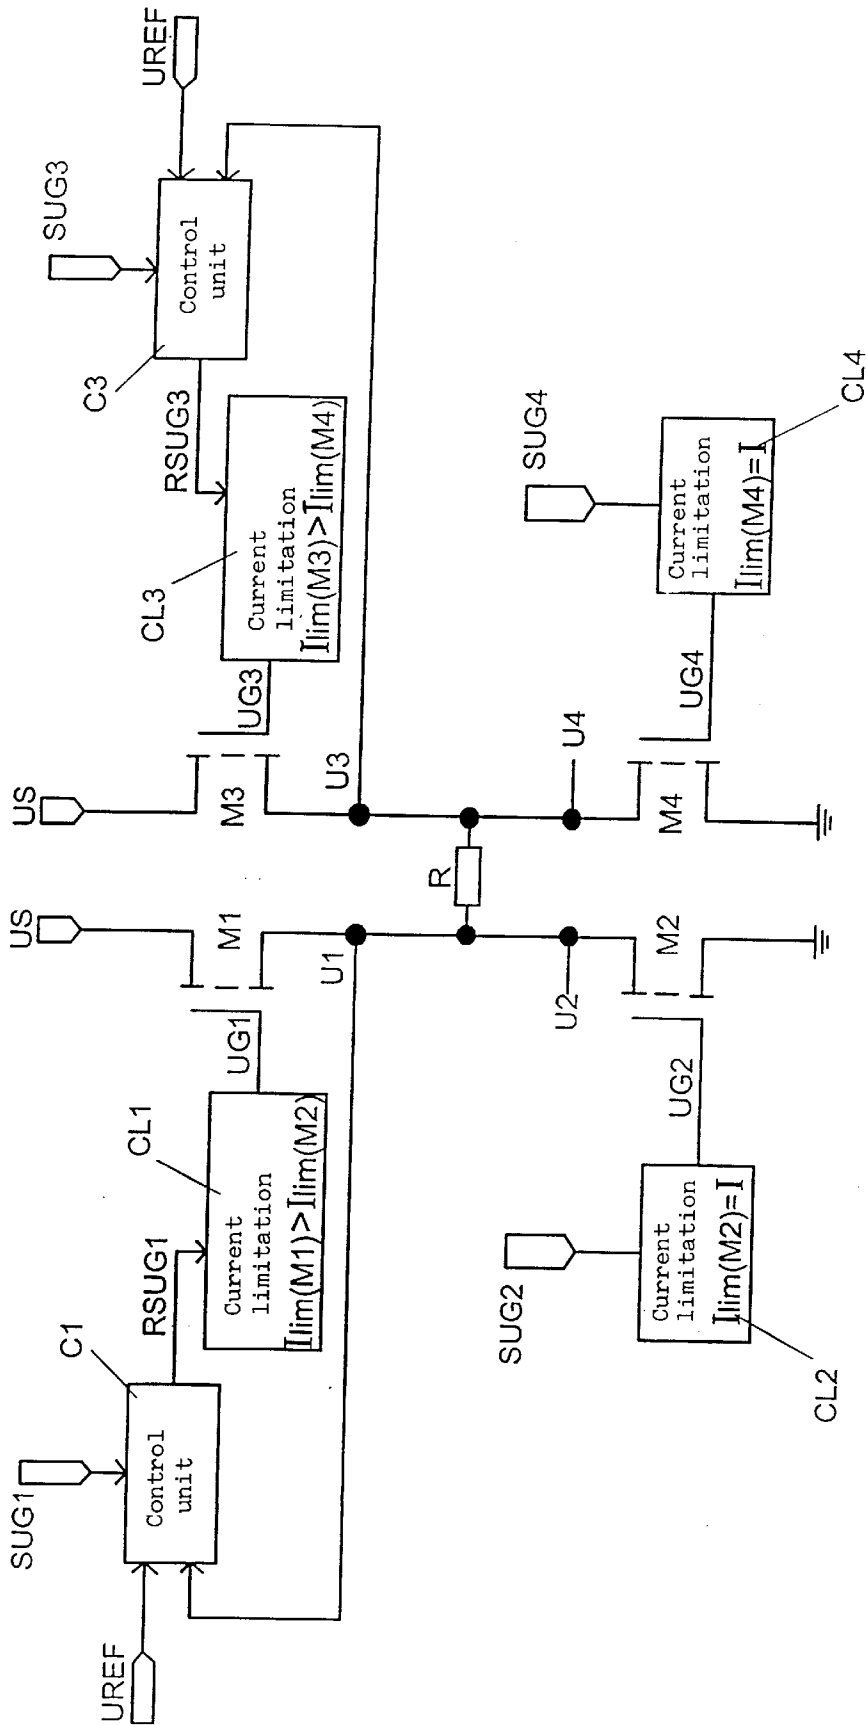 UREF
SUG1
Control
unit
C1
RSUG1
Current
limitation
Ilim(M1)>Ilim(M2)
CL1
UG1
US
M1
U1
US
M3
U3
UG3
Current
limitation
Ilim(M3)>Ilim(M4)
CL3
RSUG3
C3
Control
unit
SUG3
UREF
R
U2
U4
SUG2
Current
limitation
Ilim(M2)=I
CL2
UG2
M2
M4
UG4
Current
limitation
Ilim(M4)=I
SUG4
CL4